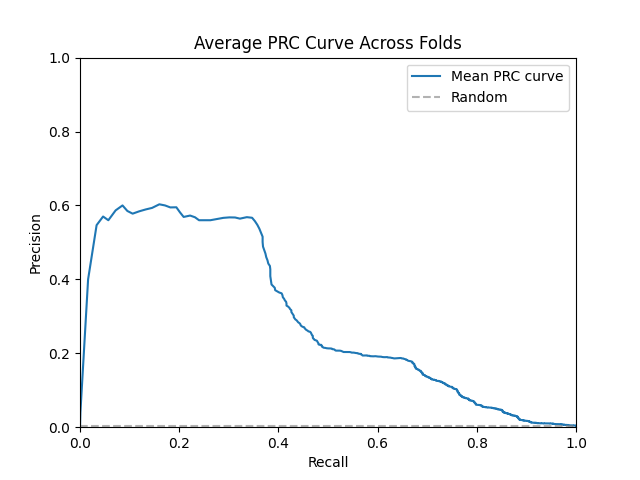 Average PRC Curve Across Folds
Mean PRC curve
Random
Precision
1.0
0.8
0.6
0.4
0.2
0.0
0.0 0.2 0.4 0.6 0.8 1.0
Recall